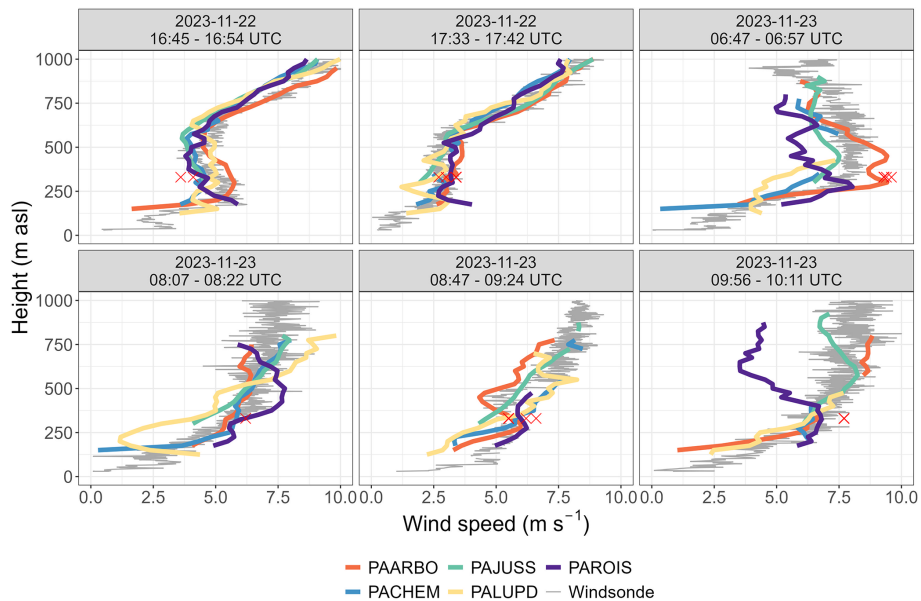 2023-11-22
16:45 - 16:54 UTC
2023-11-22
17:33 - 17:42 UTC
2023-11-23
06:47 - 06:57 UTC
1000
750
500
250
0
2023-11-23
08:07 - 08:22 UTC
2023-11-23
08:47 - 09:24 UTC
2023-11-23
09:56 - 10:11 UTC
1000
750
500
250
0
Height (m asl)
0.0 2.5 5.0 7.5 10.0 0.0 2.5 5.0 7.5 10.0 0.0 2.5 5.0 7.5 10.0
Wind speed (m s⁻¹)
PAARBO PAJUSS PAROIS
PACHEM PALUPD Windsonde